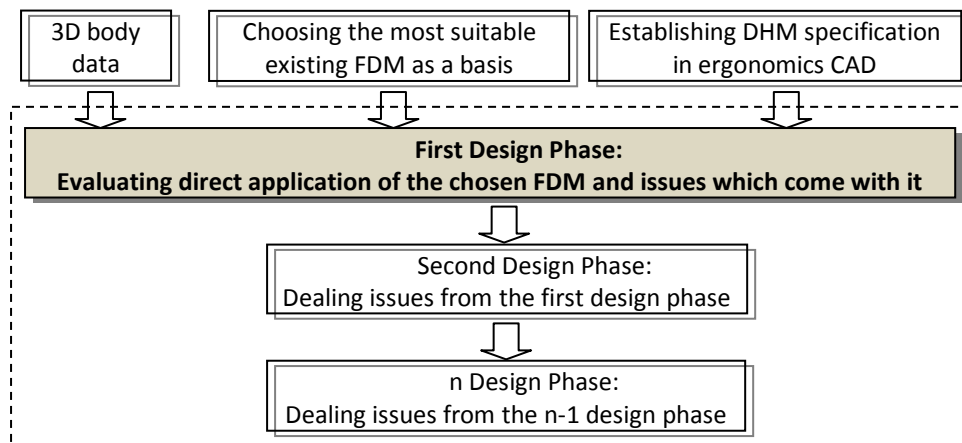 3D body
data
Choosing the most suitable
existing FDM as a basis
Establishing DHM specification
in ergonomics CAD
First Design Phase:
Evaluating direct application of the chosen FDM and issues which come with it
Second Design Phase:
Dealing issues from the first design phase
n Design Phase:
Dealing issues from the n-1 design phase